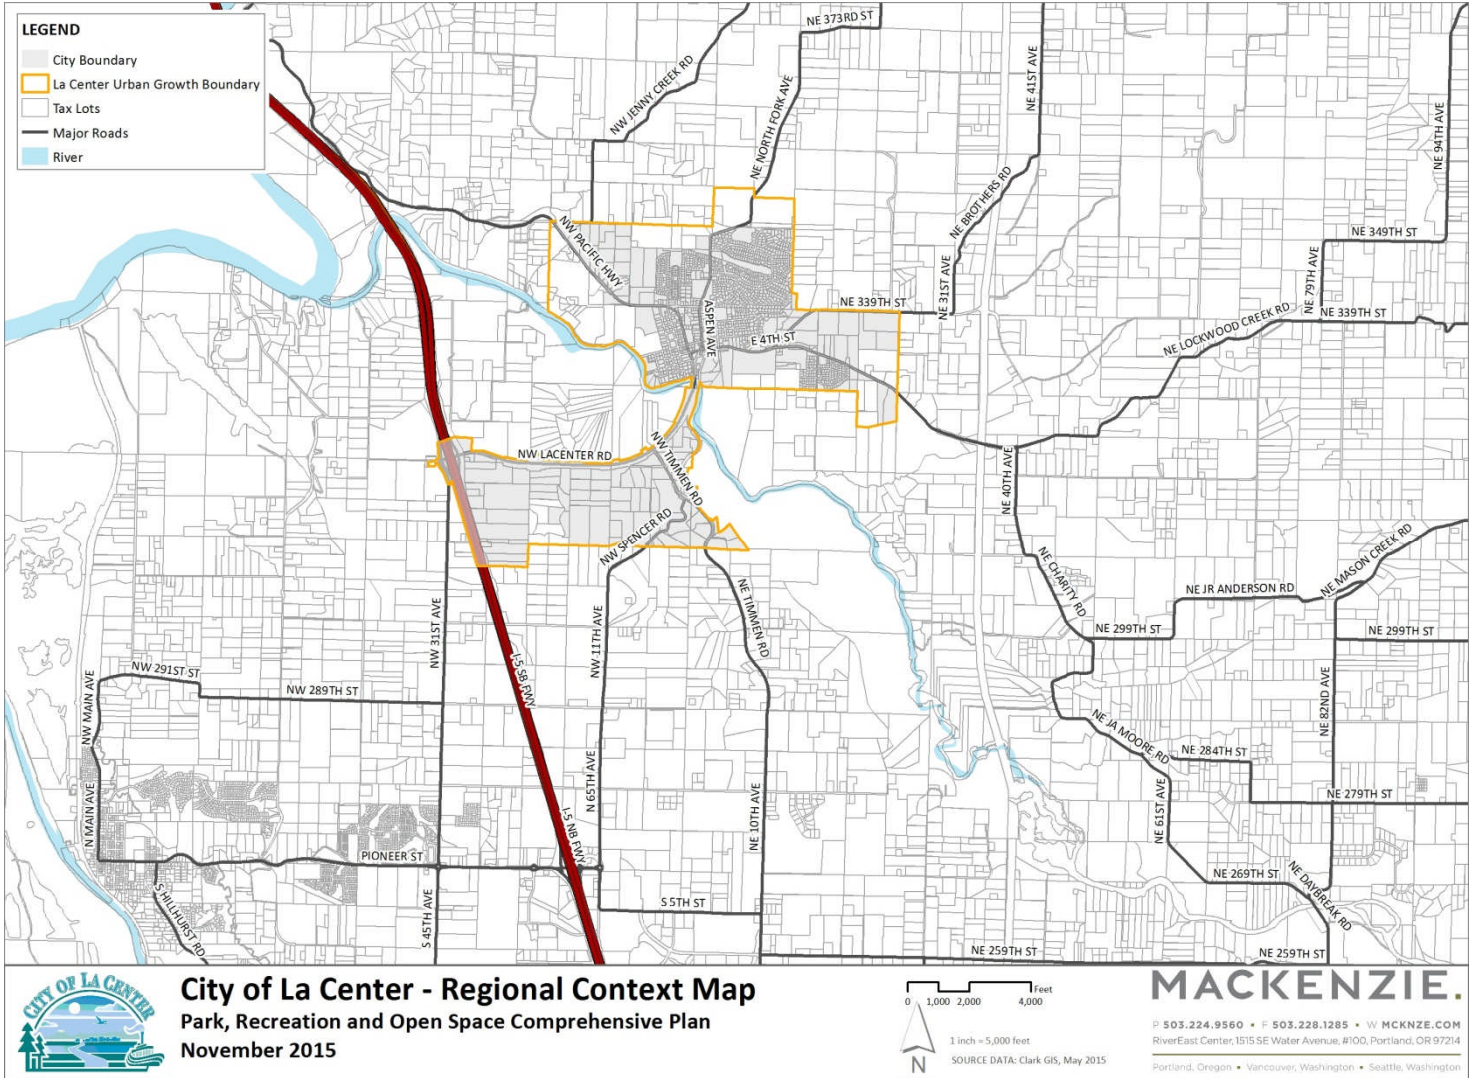 LEGEND
City Boundary
La Center Urban Growth Boundary
Tax Lots
Major Roads
River
NE 373RD ST
NW JENNY CREEK RD
NE NORTH FORK AVE
NE 41ST AVE
NE 94TH AVE
NE BROTHERS RD
NW PACIFIC HWY
NE 349TH ST
NE 31ST AVE
NE 79TH AVE
ASPEN AVE
NE 339TH ST
NE 339TH ST
E 4TH ST
NE LOCKWOOD CREEK RD
NW LACENTER RD
NW TIMMEN RD
NE 40TH AVE
NW SPENCER RD
NE CHARITY RD
NE MASON CREEK RD
NE JR ANDERSON RD
NE TIMMEN RD
NW 31ST AVE
NW 11TH AVE
NE 299TH ST
NE 299TH ST
NW 291ST ST
NW 289TH ST
I-5 SB FWY
NW MAIN AVE
NE 82ND AVE
NE JA MOORE RD
NE 284TH ST
NE 279TH ST
N MAIN AVE
N 65TH AVE
I-5 NB FWY
NE 10TH AVE
NE 61ST AVE
PIONEER ST
NE 269TH ST
NE DAYBREAK RD
S HILLHURST RD
S 45TH AVE
S 5TH ST
NE 259TH ST
NE 259TH ST
CITY OF LA CENTER
City of La Center - Regional Context Map
Park, Recreation and Open Space Comprehensive Plan
November 2015
Feet
0 1,000 2,000 4,000
1 inch = 5,000 feet
SOURCE DATA: Clark GIS, May 2015
N
MACKENZIE.
P 503.224.9560 • F 503.228.1285 • W MCKNZE.COM
RiverEast Center, 1515 SE Water Avenue, #100, Portland, OR 97214
Portland, Oregon • Vancouver, Washington • Seattle, Washington